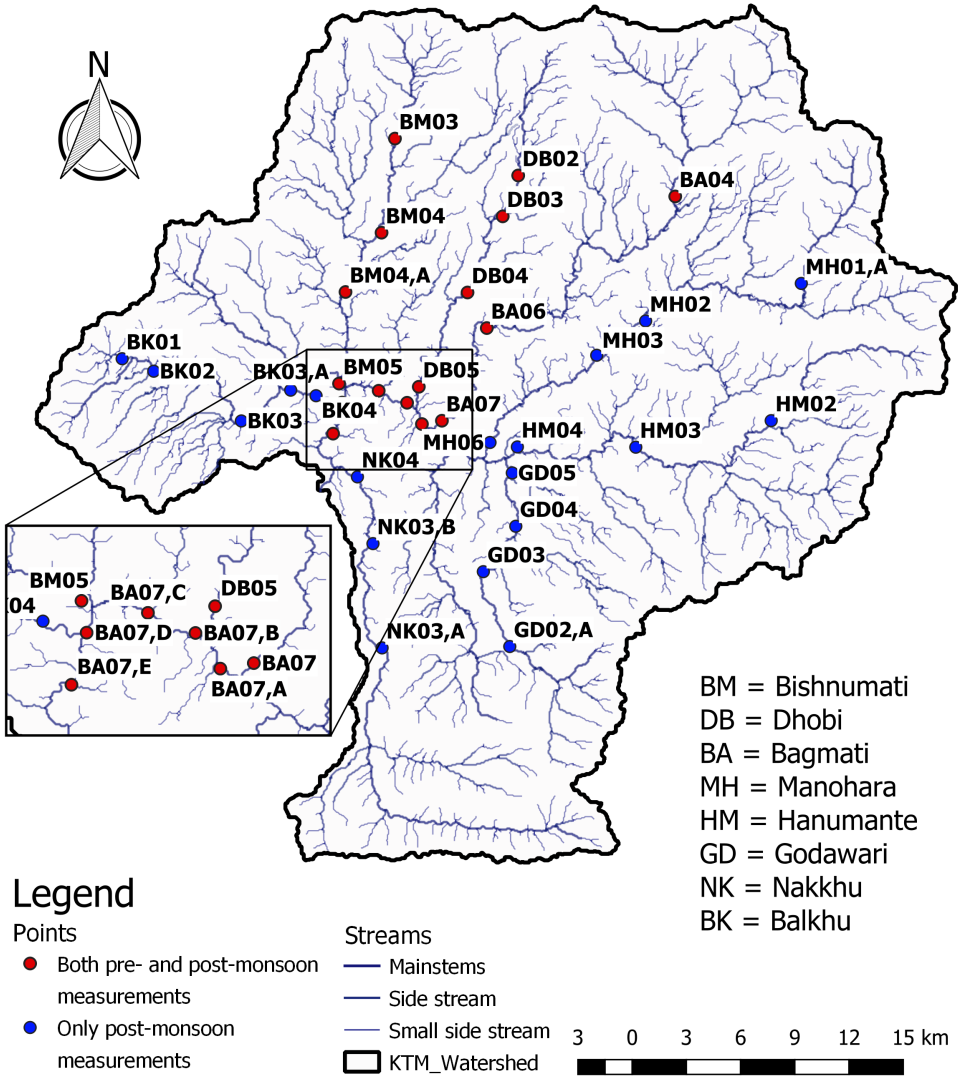 N
BM03
DB02
BA04
DB03
BM04
MH01,A
BM04,A
DB04
MH02
BA06
MH03
BK01
BK02
BK03,A
BM05
DB05
BK03
BK04
BA07
HM02
MH06
HM04
HM03
NK04
GD05
GD04
NK03,B
GD03
NK03,A
GD02,A
BM05
BA07,C
DB05
04
BA07,D
BA07,B
BA07,E
BA07
BA07,A
BM = Bishnumati
DB = Dhobi
BA = Bagmati
MH = Manohara
HM = Hanumante
GD = Godawari
NK = Nakkhu
BK = Balkhu
Legend
Points
Both pre- and post-monsoon
measurements
Only post-monsoon
measurements
Streams
Mainstems
Side stream
Small side stream
KTM_Watershed
3 0 3 6 9 12 15 km